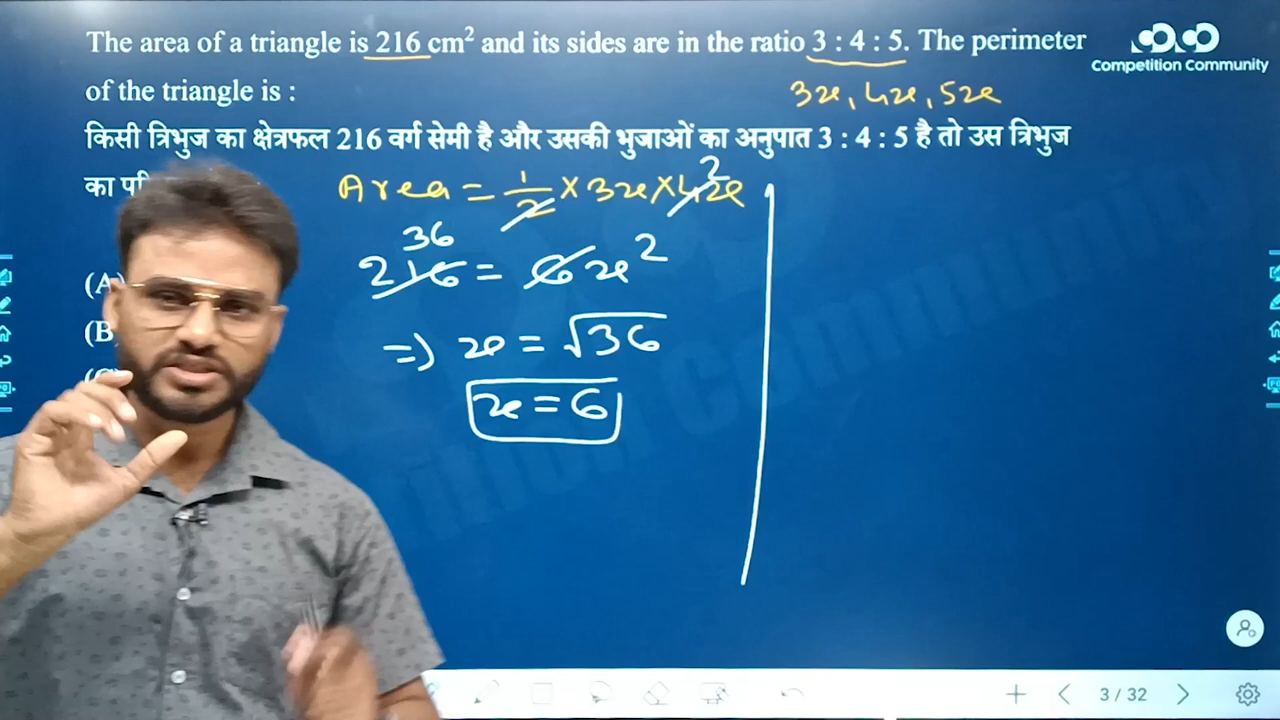 The area of a triangle is 216 cm² and its sides are in the ratio 3 : 4 : 5. The perimeter
of the triangle is :
Competition Community
3x, 4x, 5x
किसी त्रिभुज का क्षेत्रफल 216 वर्ग सेमी है और उसकी भुजाओं का अनुपात 3 : 4 : 5 है तो उस त्रिभुज
का
Area = 1/2 × 3x × 4x 2
36
216 = 6x²
⇒ x = √36
x = 6
(A)
(B)
3 / 32